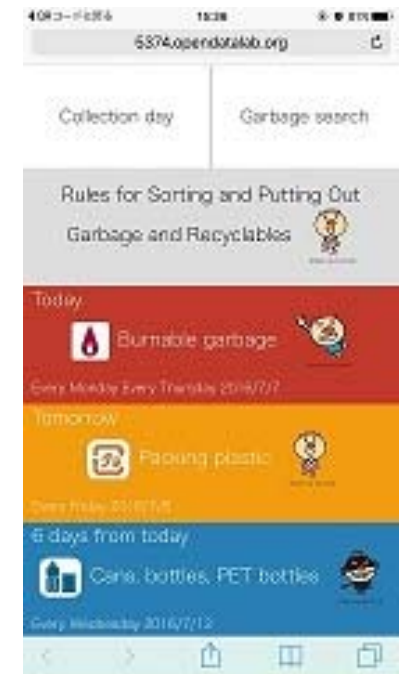 15:36
5374.opendatalab.org
Collection day
Garbage search
Rules for Sorting and Putting Out
Garbage and Recyclables
Today
Burnable garbage
Every Monday Every Thursday 2016/7/7
Tomorrow
Packing plastic
Every Friday 2016/7/8
6 days from today
Cans, bottles, PET bottles
Every Wednesday 2016/7/13